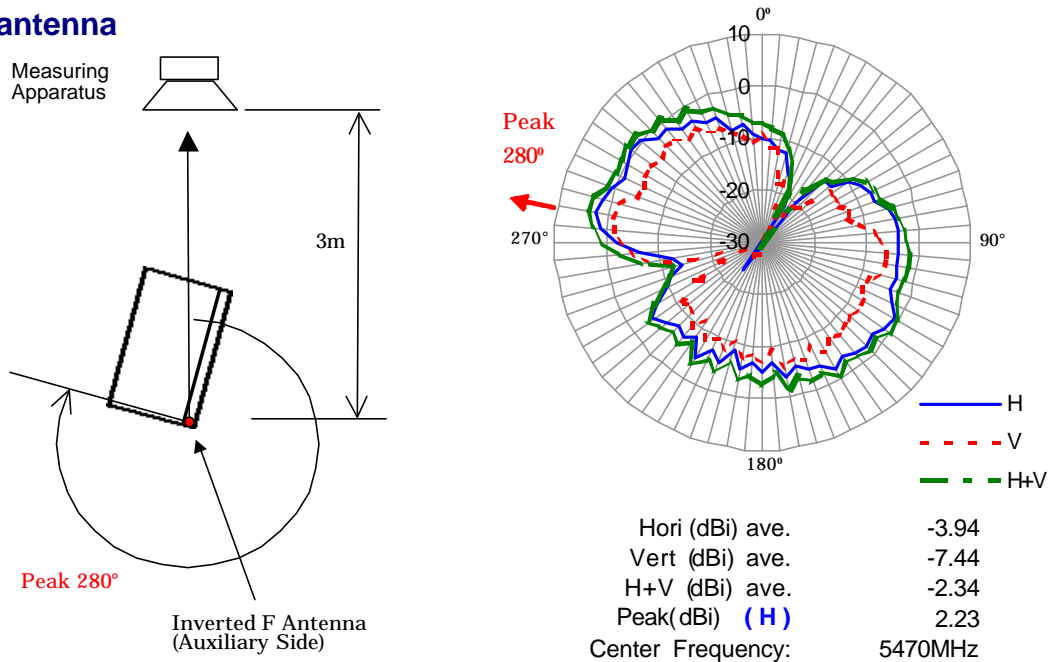 antenna
Measuring
Apparatus
3m
Peak 280°
Inverted F Antenna
(Auxiliary Side)
0°
10
0
-10
-20
-30
Peak
280°
270°
90°
180°
H
V
H+V
Hori (dBi) ave. -3.94
Vert (dBi) ave. -7.44
H+V (dBi) ave. -2.34
Peak(dBi) (H) 2.23
Center Frequency: 5470MHz